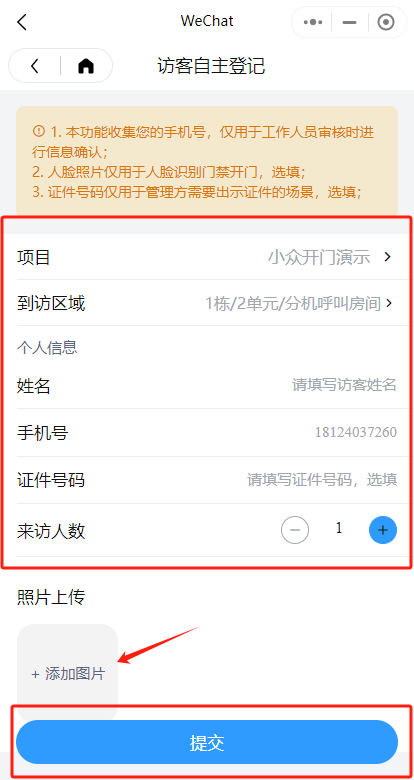 WeChat
访客自主登记
1. 本功能收集您的手机号，仅用于工作人员审核时进
行信息确认；
2. 人脸照片仅用于人脸识别门禁开门，选填；
3. 证件号码仅用于管理方需要出示证件的场景，选填；
项目 小众开门演示
到访区域 1栋/2单元/分机呼叫房间
个人信息
姓名 请填写访客姓名
手机号 18124037260
证件号码 请填写证件号码，选填
来访人数 1
照片上传
+ 添加图片
提交